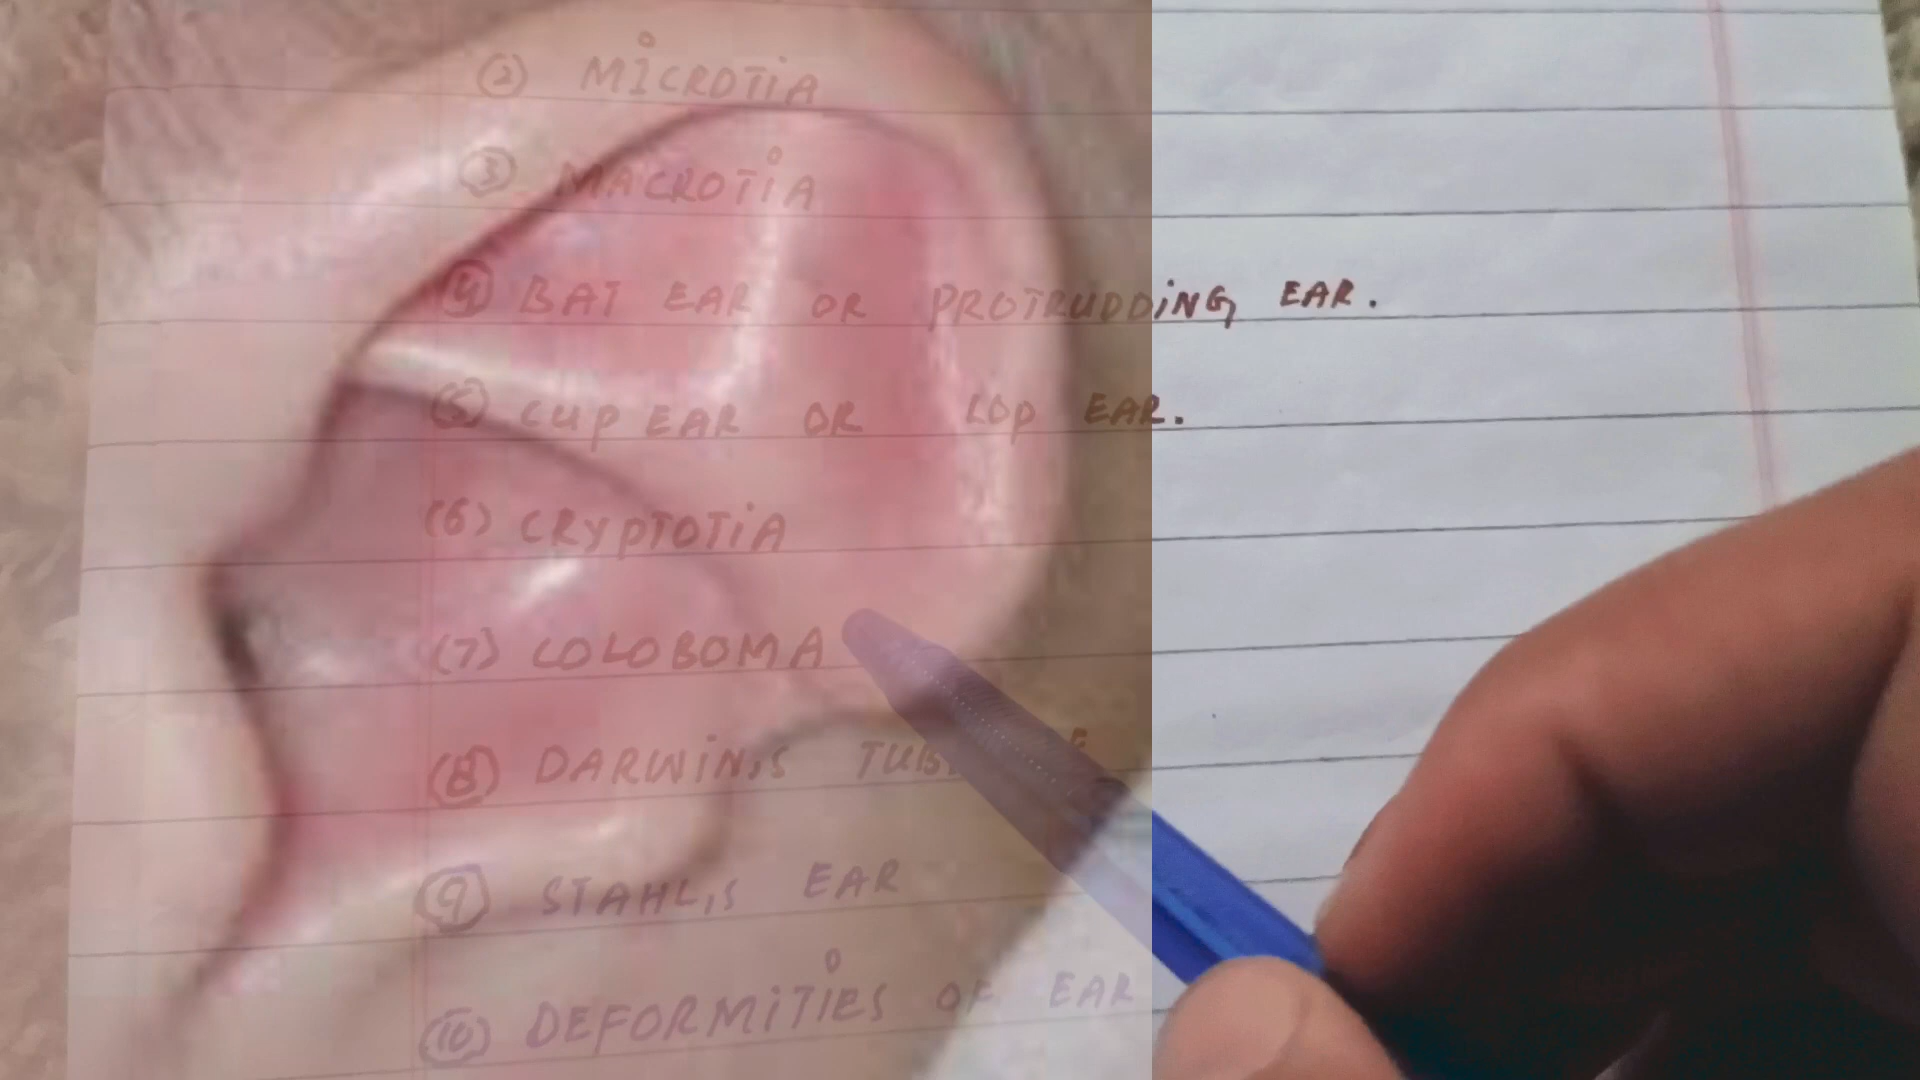 (2) MICROTIA
(3) MACROTIA
(4) BAT EAR OR PROTRUDDING EAR.
(5) CUP EAR OR LOP EAR.
(6) CRYPTOTIA
(7) COLOBOMA
(8) DARWIN,S
(9) STAHL,S EAR
(10) DEFORMITIES OF EAR